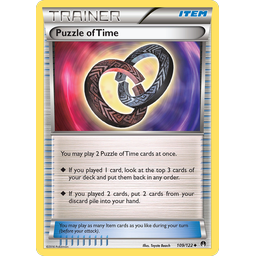 TRAINER
ITEM
Puzzle of Time
You may play 2 Puzzle of Time cards at once.
◆ If you played 1 card, look at the top 3 cards
of your deck and put them back in any order.
◆ If you played 2 cards, put 2 cards from your
discard pile into your hand.
You may play as many Item cards as you like during your turn
(before your attack).
Illus. Toyste Beach
109/122 ◆